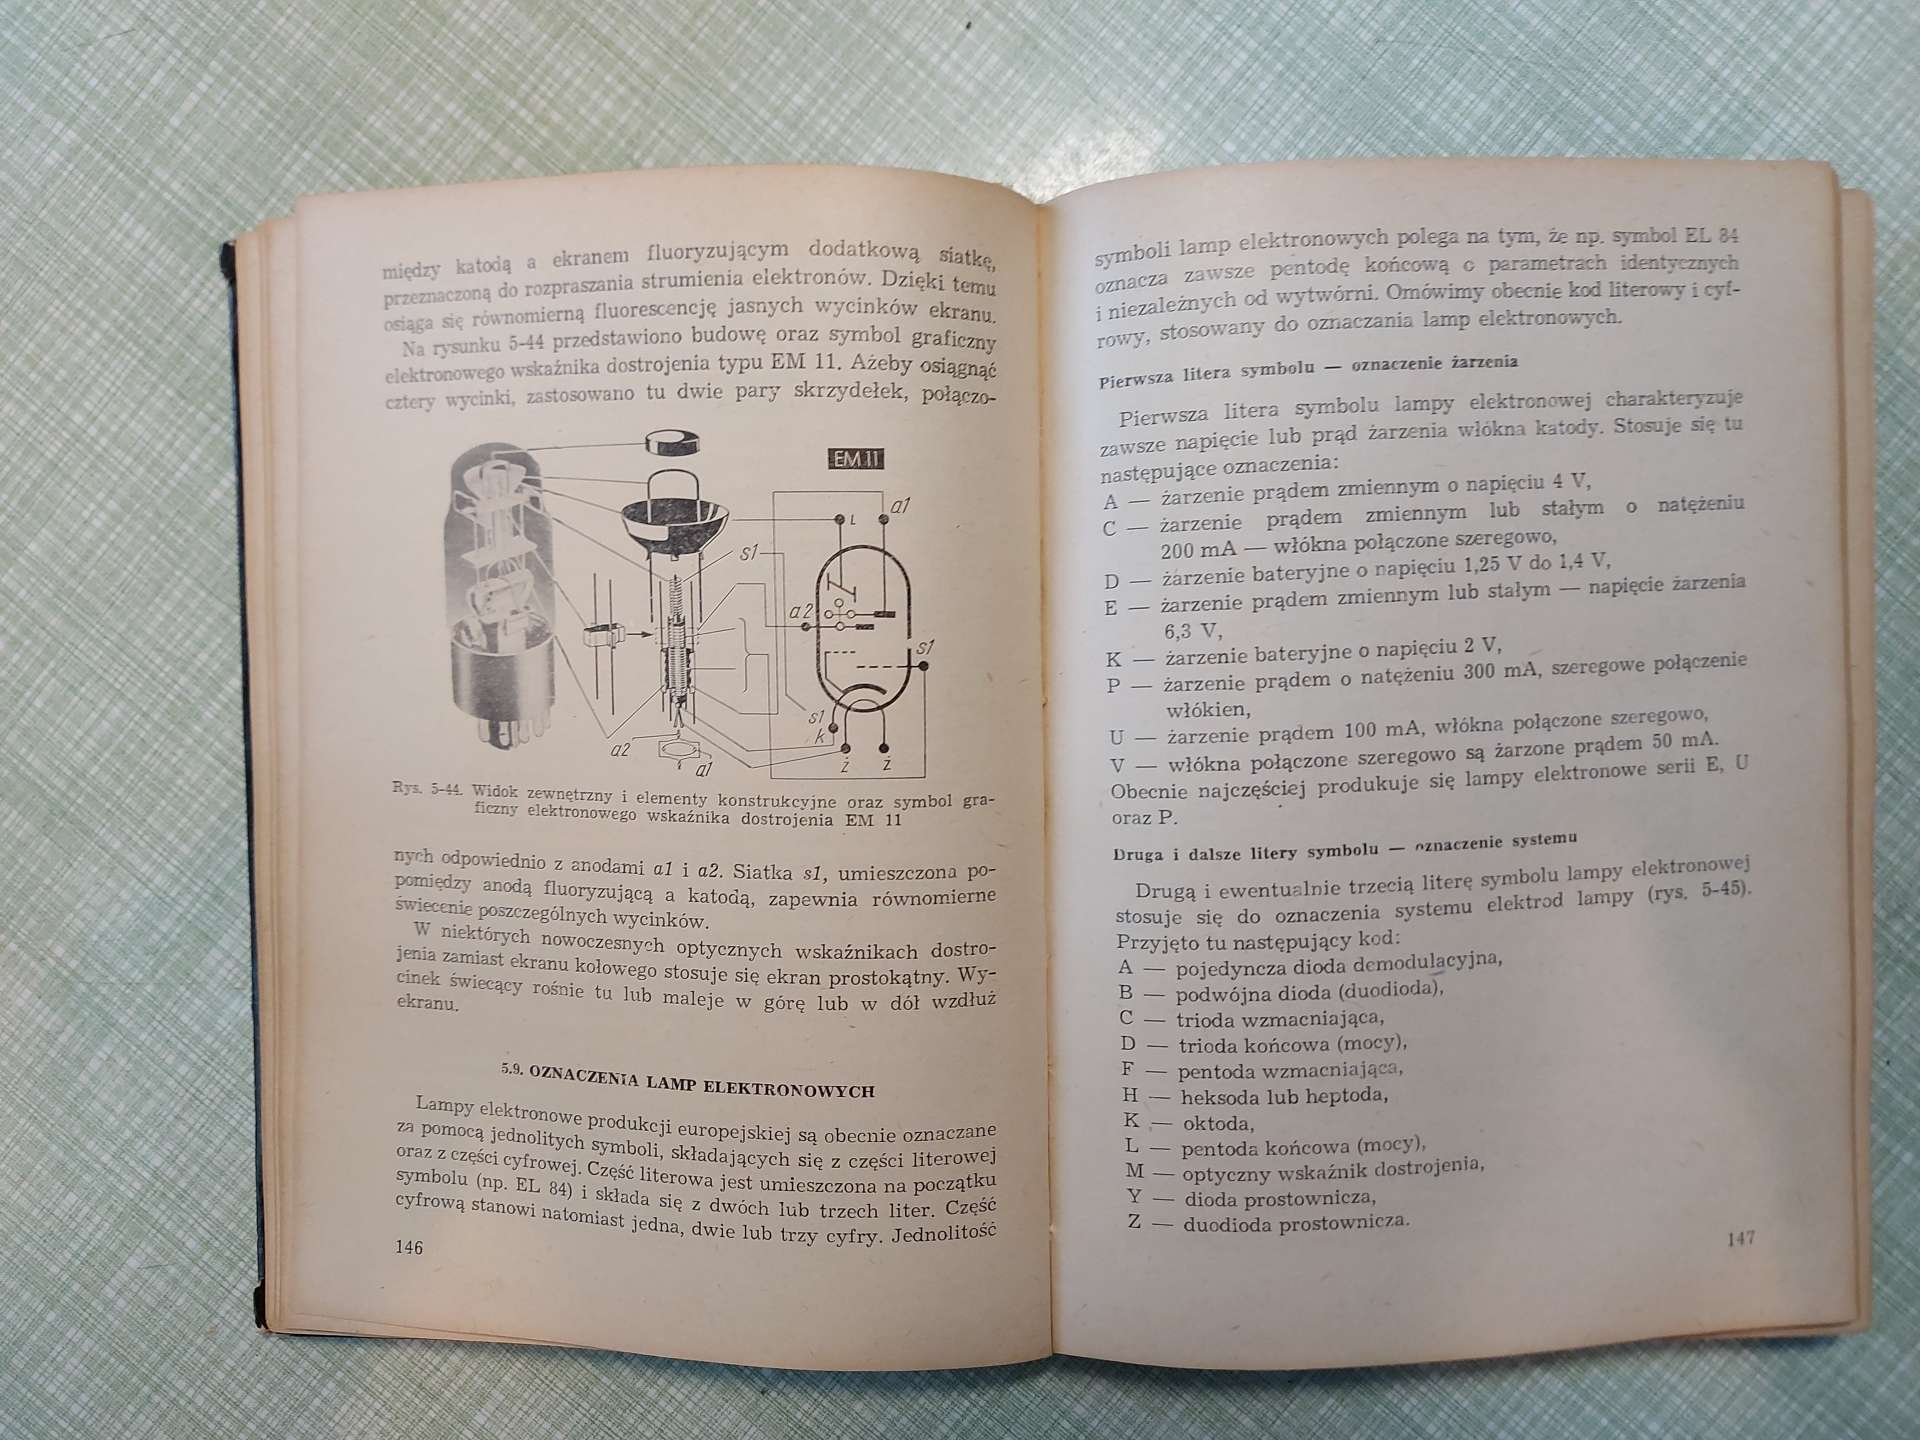 między katodą a ekranem fluoryzującym dodatkową siatkę,
przeznaczoną do rozpraszania strumienia elektronów. Dzięki temu
osiąga się równomierną fluorescencję jasnych wycinków ekranu.
Na rysunku 5-44 przedstawiono budowę oraz symbol graficzny
elektronowego wskaźnika dostrojenia typu EM 11. Ażeby osiągnąć
cztery wycinki, zastosowano tu dwie pary skrzydełek, połączo-
EM 11
a1
L
s1
a2
s1
s1
k
a2
a1
ż
ż
Rys. 5-44. Widok zewnętrzny i elementy konstrukcyjne oraz symbol gra-
ficzny elektronowego wskaźnika dostrojenia EM 11
nych odpowiednio z anodami a1 i a2. Siatka s1, umieszczona po-
pomiędzy anodą fluoryzującą a katodą, zapewnia równomierne
świecenie poszczególnych wycinków.
W niektórych nowoczesnych optycznych wskaźnikach dostro-
jenia zamiast ekranu kołowego stosuje się ekran prostokątny. Wy-
cinek świecący rośnie tu lub maleje w górę lub w dół wzdłuż
ekranu.
5.9. OZNACZENIA LAMP ELEKTRONOWYCH
Lampy elektronowe produkcji europejskiej są obecnie oznaczane
za pomocą jednolitych symboli, składających się z części literowej
oraz z części cyfrowej. Część literowa jest umieszczona na początku
symbolu (np. EL 84) i składa się z dwóch lub trzech liter. Część
cyfrową stanowi natomiast jedna, dwie lub trzy cyfry. Jednolitość
146
symboli lamp elektronowych polega na tym, że np. symbol EL 84
oznacza zawsze pentodę końcową o parametrach identycznych
i niezależnych od wytwórni. Omówimy obecnie kod literowy i cyf-
rowy, stosowany do oznaczania lamp elektronowych.
Pierwsza litera symbolu — oznaczenie żarzenia
Pierwsza litera symbolu lampy elektronowej charakteryzuje
zawsze napięcie lub prąd żarzenia włókna katody. Stosuje się tu
następujące oznaczenia:
A — żarzenie prądem zmiennym o napięciu 4 V,
C — żarzenie prądem zmiennym lub stałym o natężeniu
200 mA — włókna połączone szeregowo,
D — żarzenie bateryjne o napięciu 1,25 V do 1,4 V,
E — żarzenie prądem zmiennym lub stałym — napięcie żarzenia
6,3 V,
K — żarzenie bateryjne o napięciu 2 V,
P — żarzenie prądem o natężeniu 300 mA, szeregowe połączenie
włókien,
U — żarzenie prądem 100 mA, włókna połączone szeregowo,
V — włókna połączone szeregowo są żarzone prądem 50 mA.
Obecnie najczęściej produkuje się lampy elektronowe serii E, U
oraz P.
Druga i dalsze litery symbolu — oznaczenie systemu
Drugą i ewentualnie trzecią literę symbolu lampy elektronowej
stosuje się do oznaczenia systemu elektrod lampy (rys. 5-45).
Przyjęto tu następujący kod:
A — pojedyncza dioda demodulacyjna,
B — podwójna dioda (duodioda),
C — trioda wzmacniająca,
D — trioda końcowa (mocy),
F — pentoda wzmacniająca,
H — heksoda lub heptoda,
K — oktoda,
L — pentoda końcowa (mocy),
M — optyczny wskaźnik dostrojenia,
Y — dioda prostownicza,
Z — duodioda prostownicza.
147